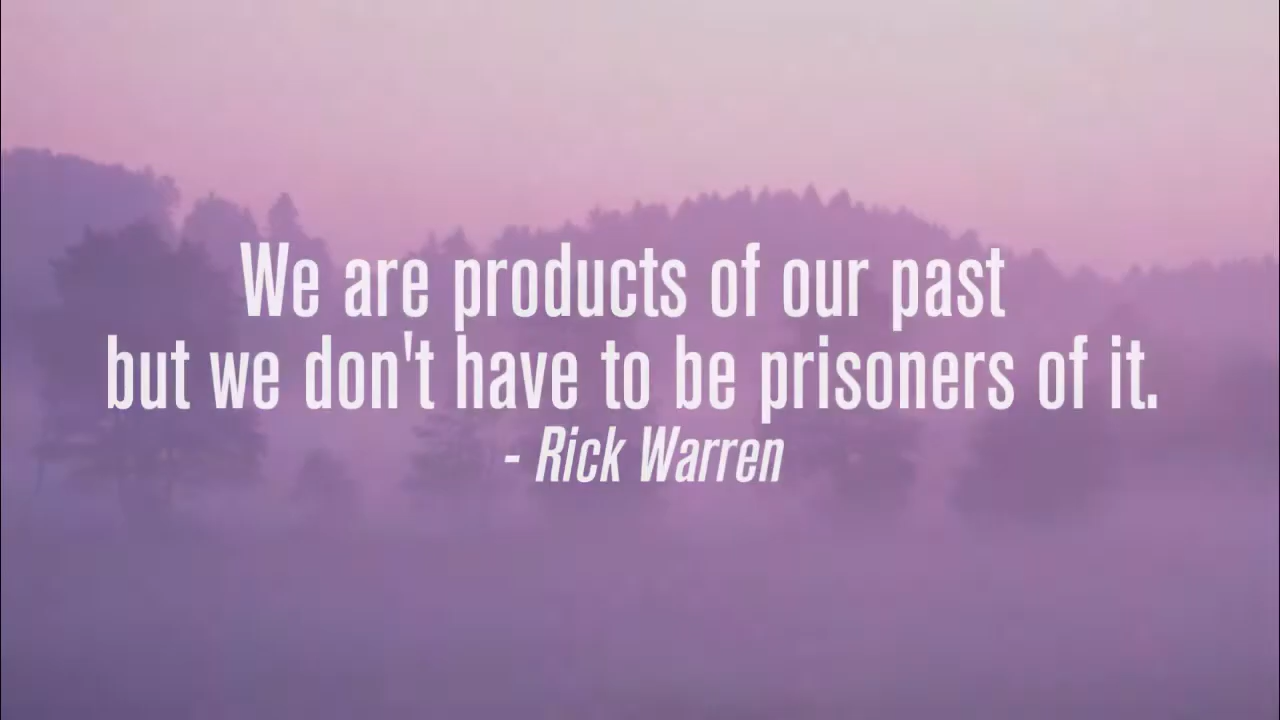 We are products of our past
but we don't have to be prisoners of it.
- Rick Warren